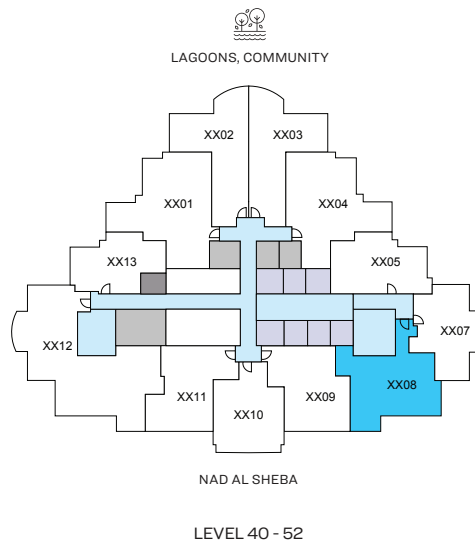 LAGOONS, COMMUNITY
XX02
XX03
XX01
XX04
XX13
XX05
XX12
XX07
XX08
XX11
XX09
XX10
NAD AL SHEBA
LEVEL 40 - 52